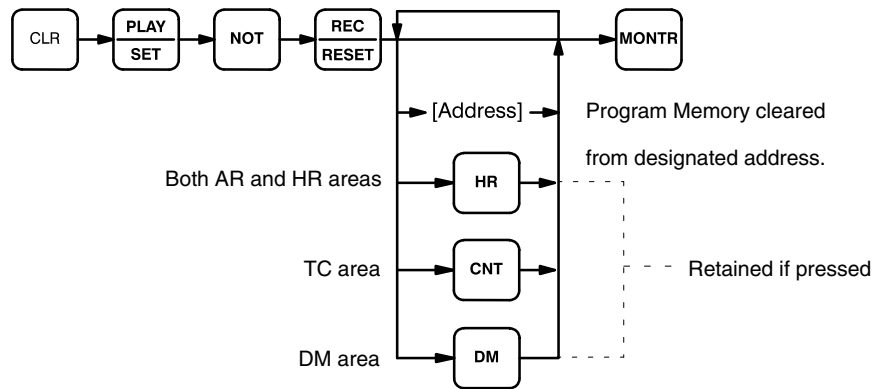 CLR
PLAY
SET
NOT
REC
RESET
MONTR
[Address]
Program Memory cleared
from designated address.
Both AR and HR areas
HR
TC area
CNT
Retained if pressed
DM area
DM